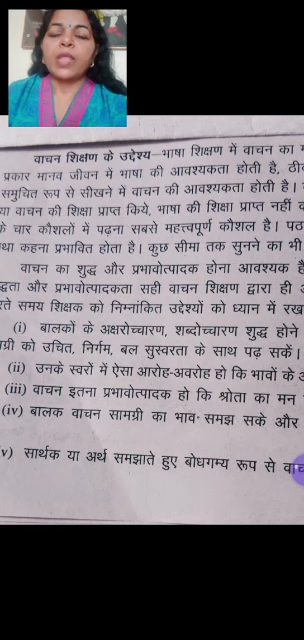 वाचन शिक्षण के उद्देश्य—भाषा शिक्षण में वाचन का
प्रकार मानव जीवन में भाषा की आवश्यकता होती है,
समुचित रूप से सीखने में वाचन की आवश्यकता होती है।
या वाचन की शिक्षा प्राप्त किये, भाषा की शिक्षा प्राप्त नहीं
के चार कौशलों में पढ़ना सबसे महत्त्वपूर्ण कौशल है।
था कहना प्रभावित होता है। कुछ सीमा तक सुनने का भी
वाचन का शुद्ध और प्रभावोत्पादक होना आवश्यक
द्धता और प्रभावोत्पादकता सही वाचन शिक्षण द्वारा ही
रते समय शिक्षक को निम्नांकित उद्देश्यों को ध्यान में
(i) बालकों के अक्षरोच्चारण, शब्दोच्चारण शुद्ध होने
ग्री को उचित, निर्गम, बल सुस्वरता के साथ पढ़ सकें।
(ii) उनके स्वरों में ऐसा आरोह-अवरोह हो कि भावों के
(iii) वाचन इतना प्रभावोत्पादक हो कि श्रोता का मन
(iv) बालक वाचन सामग्री का भाव समझ सके और
v) सार्थक या अर्थ समझाते हुए बोधगम्य रूप से